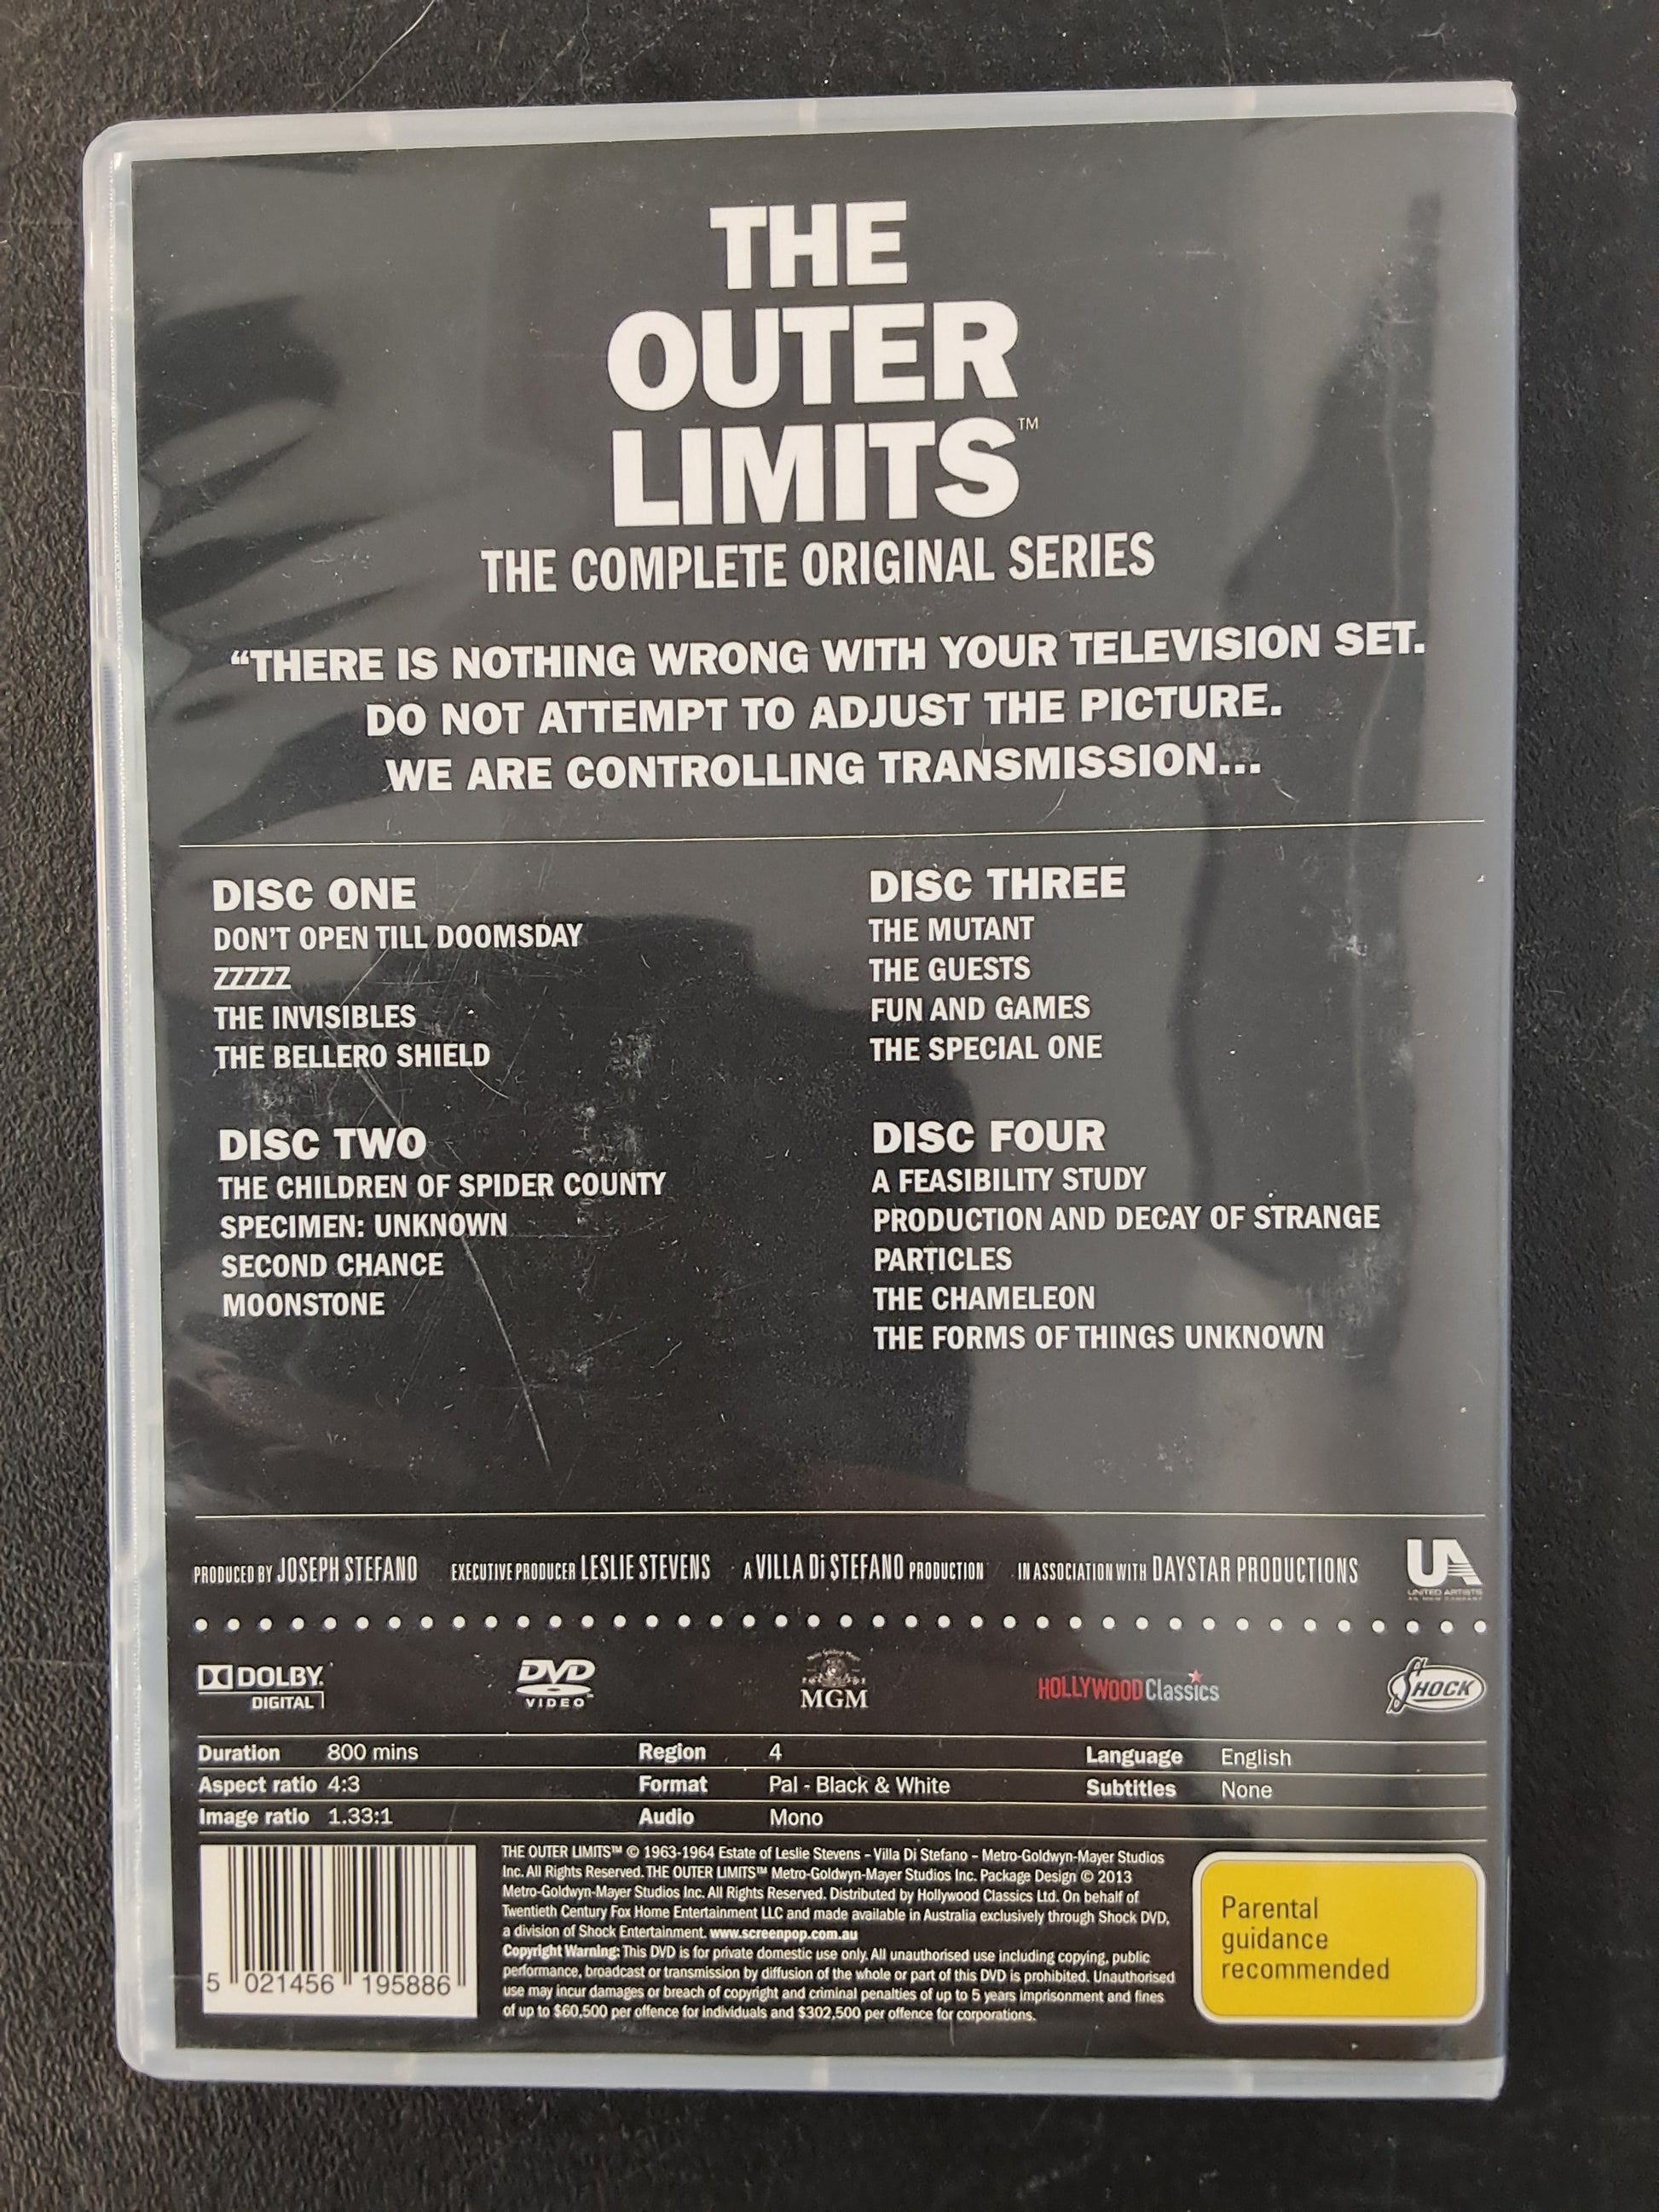 THE
OUTER
LIMITS™
THE COMPLETE ORIGINAL SERIES
“THERE IS NOTHING WRONG WITH YOUR TELEVISION SET.
DO NOT ATTEMPT TO ADJUST THE PICTURE.
WE ARE CONTROLLING TRANSMISSION...
DISC ONE
DON'T OPEN TILL DOOMSDAY
ZZZZZ
THE INVISIBLES
THE BELLERO SHIELD
DISC TWO
THE CHILDREN OF SPIDER COUNTY
SPECIMEN: UNKNOWN
SECOND CHANCE
MOONSTONE
DISC THREE
THE MUTANT
THE GUESTS
FUN AND GAMES
THE SPECIAL ONE
DISC FOUR
A FEASIBILITY STUDY
PRODUCTION AND DECAY OF STRANGE
PARTICLES
THE CHAMELEON
THE FORMS OF THINGS UNKNOWN
PRODUCED BY JOSEPH STEFANO EXECUTIVE PRODUCER LESLIE STEVENS A VILLA Di STEFANO PRODUCTION IN ASSOCIATION WITH DAYSTAR PRODUCTIONS
UA
UNITED ARTISTS
DOLBY
DIGITAL
DVD
VIDEO™
MGM
HOLLYWOOD Classics
SHOCK
Duration 800 mins Region 4 Language English
Aspect ratio 4:3 Format Pal - Black & White Subtitles None
Image ratio 1.33:1 Audio Mono
5 021456 195886
THE OUTER LIMITS™ © 1963-1964 Estate of Leslie Stevens – Villa Di Stefano – Metro-Goldwyn-Mayer Studios
Inc. All Rights Reserved. THE OUTER LIMITS™ Metro-Goldwyn-Mayer Studios Inc. Package Design © 2013
Metro-Goldwyn-Mayer Studios Inc. All Rights Reserved. Distributed by Hollywood Classics Ltd. On behalf of
Twentieth Century Fox Home Entertainment LLC and made available in Australia exclusively through Shock DVD,
a division of Shock Entertainment. www.screenpop.com.au
Copyright Warning: This DVD is for private domestic use only. All unauthorised use including copying, public
performance, broadcast or transmission by diffusion of the whole or part of this DVD is prohibited. Unauthorised
use may incur damages or breach of copyright and criminal penalties of up to 5 years imprisonment and fines
of up to $60,500 per offence for individuals and $302,500 per offence for corporations.
Parental
guidance
recommended